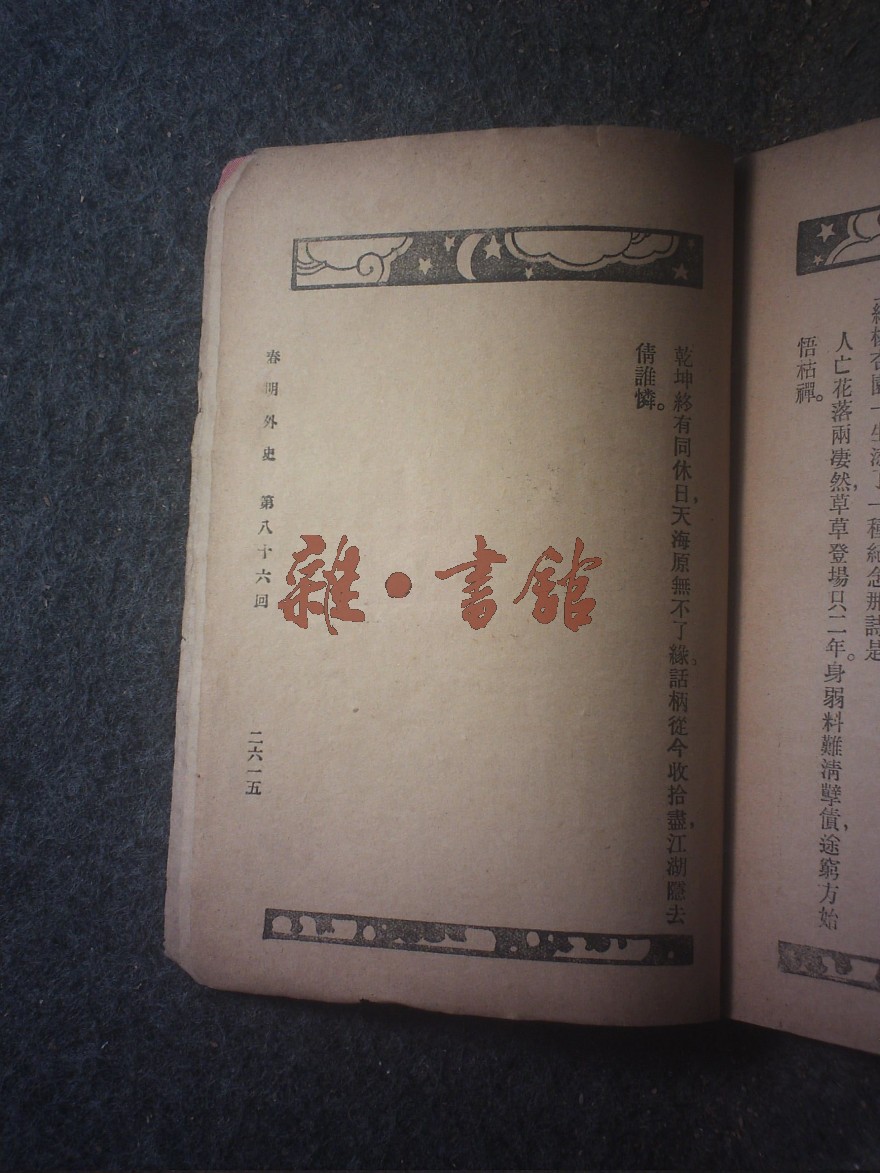 人亡花落兩凄然，草草登場只二年。身弱料難淸孽債，途窮方始
悟枯禪。
乾坤終有同休日，天海原無不了緣。話柄從今收拾盡，江湖隱去
倩誰憐。
春明外史 第八十六回
二六一五
雜·書館